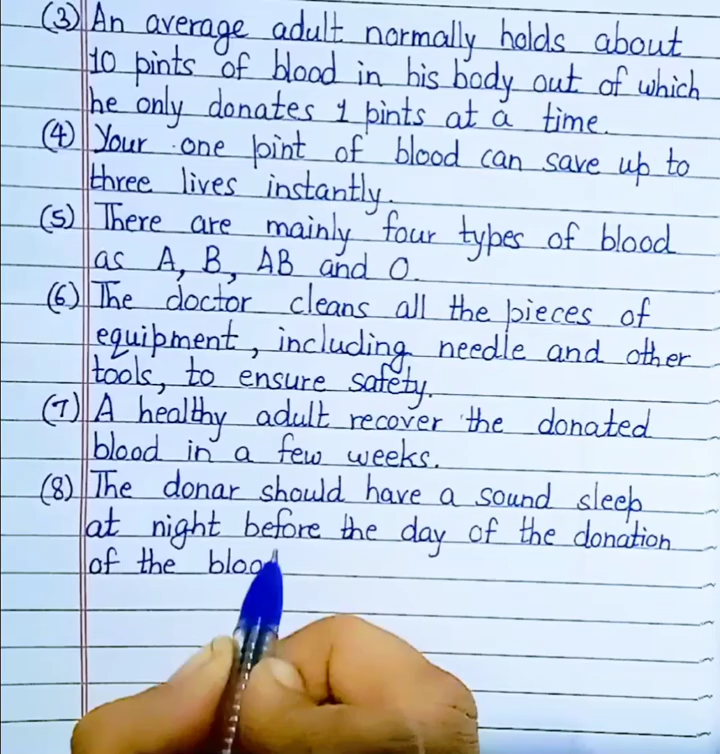 (3) An average adult normally holds about
10 pints of blood in his body out of which
he only donates 1 pints at a time.
(4) Your one point of blood can save up to
three lives instantly.
(5) There are mainly four types of blood
as A, B, AB and O.
(6) The doctor cleans all the pieces of
equipment, including needle and other
tools, to ensure safety.
(7) A healthy adult recover the donated
blood in a few weeks.
(8) The donar should have a sound sleep
at night before the day of the donation
of the bloo